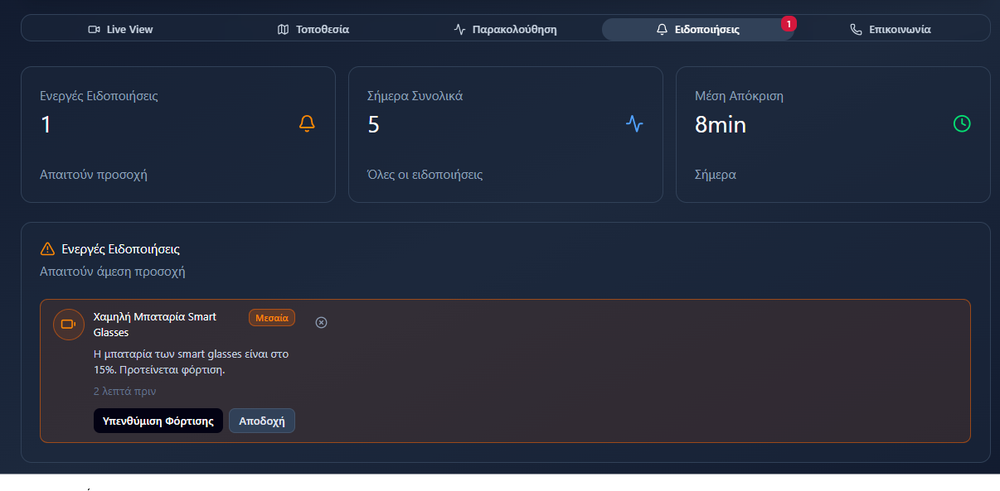 Live View
Τοποθεσία
Παρακολούθηση
Ειδοποιήσεις
1
Επικοινωνία
Ενεργές Ειδοποιήσεις
1
Απαιτούν προσοχή
Σήμερα Συνολικά
5
Όλες οι ειδοποιήσεις
Μέση Απόκριση
8min
Σήμερα
Ενεργές Ειδοποιήσεις
Απαιτούν άμεση προσοχή
Χαμηλή Μπαταρία Smart
Glasses
Μεσαία
Η μπαταρία των smart glasses είναι στο
15%. Προτείνεται φόρτιση.
2 λεπτά πριν
Υπενθύμιση Φόρτισης
Αποδοχή